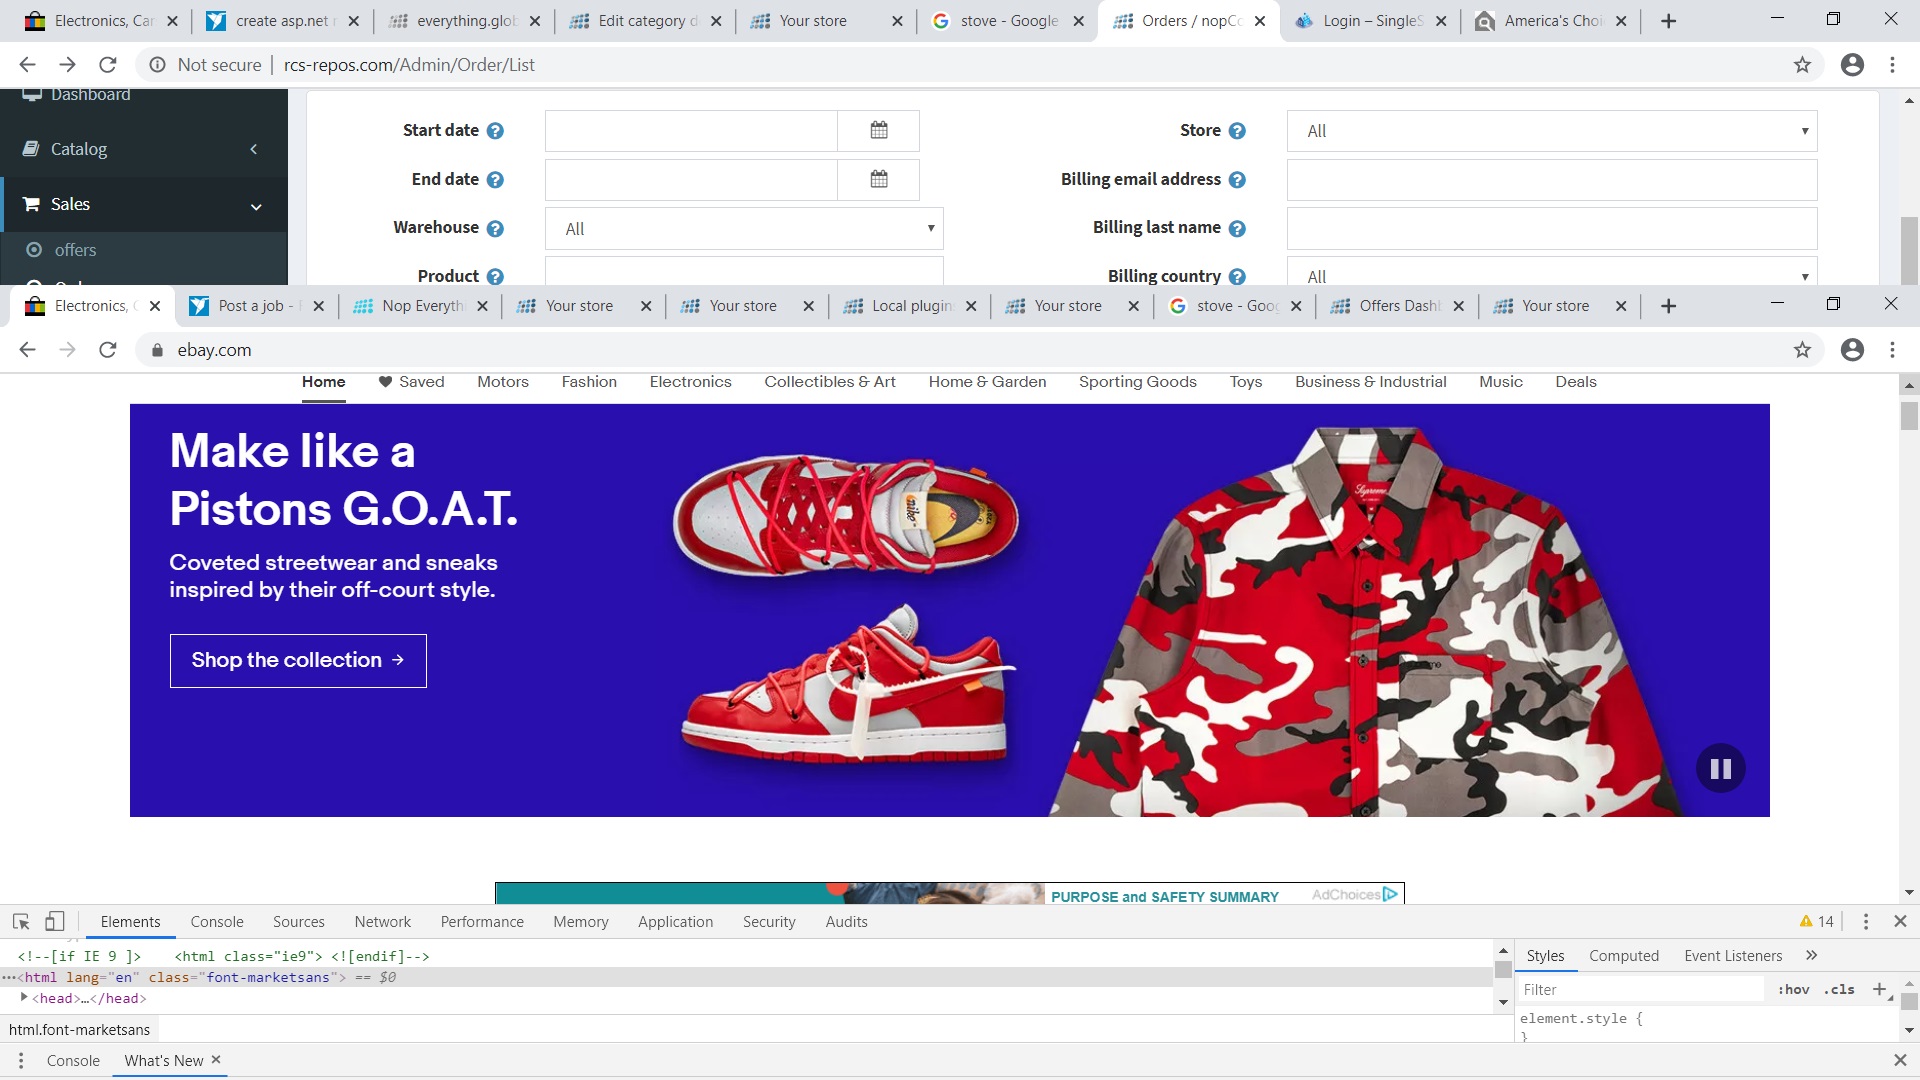 Electronics, Car
create asp.net
everything.glob
Edit category d
Your store
stove - Google
Orders / nopCo
Login – SingleS
America's Choi
Not secure
rcs-repos.com/Admin/Order/List
Dashboard
Catalog
Sales
offers
Start date
End date
Warehouse
All
Product
Store
All
Billing email address
Billing last name
Billing country
All
Electronics, C
Post a job -
Nop Everyth
Your store
Your store
Local plugin
Your store
stove - Goog
Offers Dashb
Your store
ebay.com
Home
Saved
Motors
Fashion
Electronics
Collectibles & Art
Home & Garden
Sporting Goods
Toys
Business & Industrial
Music
Deals
Make like a
Pistons G.O.A.T.
Coveted streetwear and sneaks
inspired by their off-court style.
Shop the collection →
Supreme
PURPOSE and SAFETY SUMMARY
AdChoices
Elements
Console
Sources
Network
Performance
Memory
Application
Security
Audits
14
<!--[if IE 9 ]>    <html class="ie9"> <![endif]-->
…<html lang="en" class="font-marketsans"> == $0
<head>…</head>
html.font-marketsans
Styles
Computed
Event Listeners
»
Filter
:hov
.cls
+
element.style {
}
Console
What's New